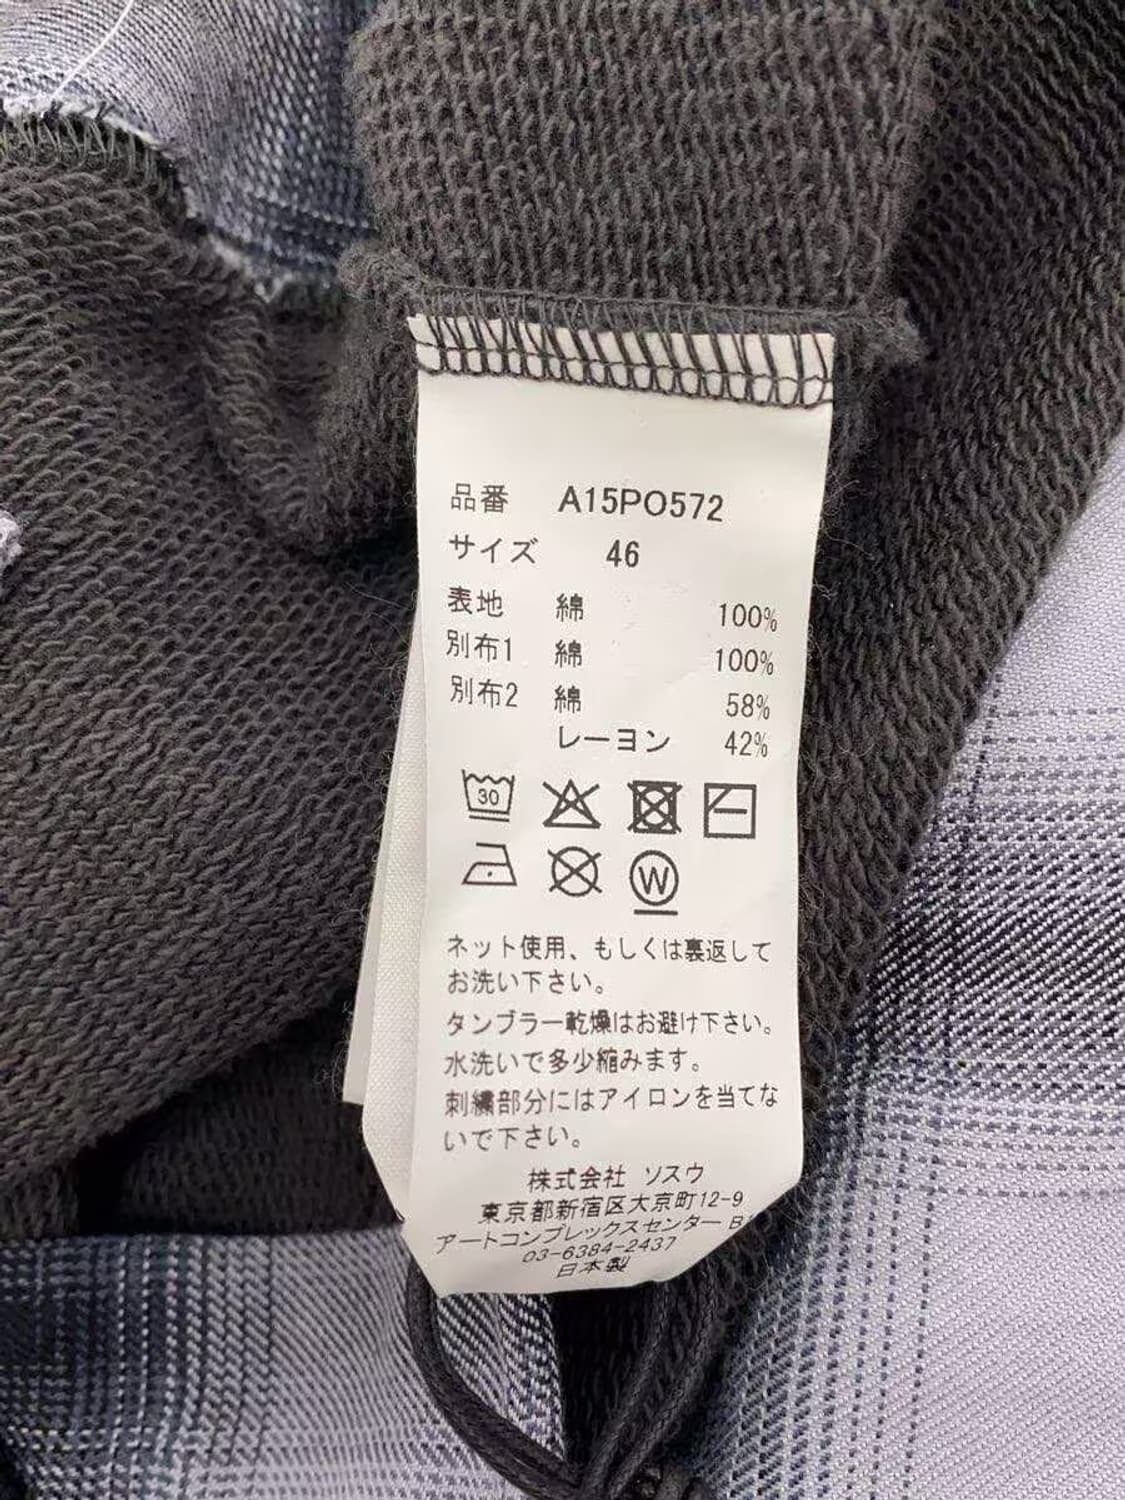 品番 A15PO572
サイズ 46
表地 綿 100%
別布1 綿 100%
別布2 綿 58%
レーヨン 42%
30
W
ネット使用、もしくは裏返して
お洗い下さい。
タンブラー乾燥はお避け下さい。
水洗いで多少縮みます。
刺繍部分にはアイロンを当てな
いで下さい。
株式会社 ソスウ
東京都新宿区大京町12-9
アートコンプレックスセンター
03-6384-2437
日本製